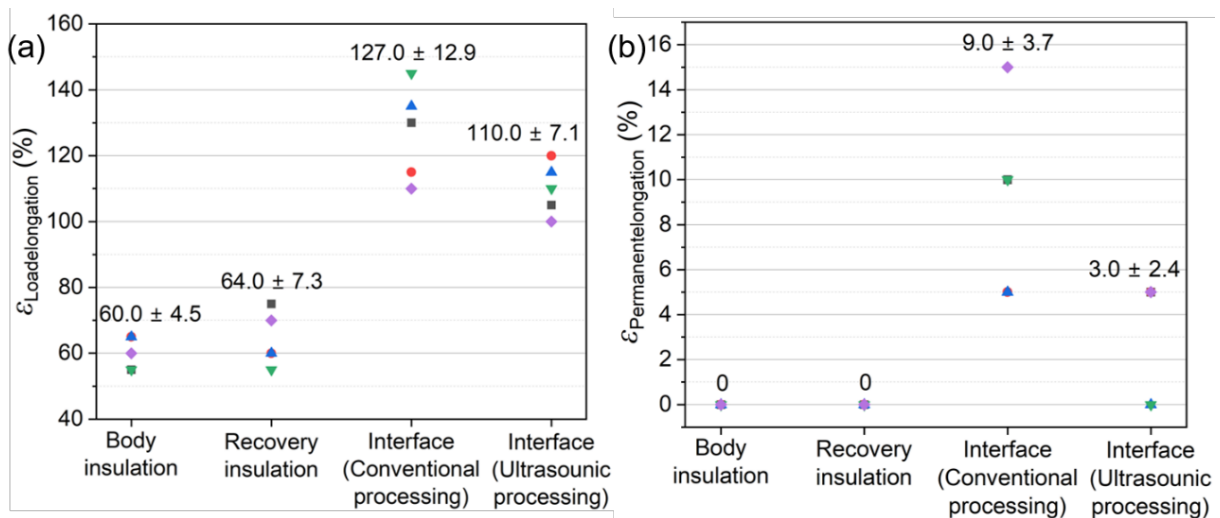 (a)
εLoadelongation (%)
160
140
120
100
80
60
40
60.0 ± 4.5
64.0 ± 7.3
127.0 ± 12.9
110.0 ± 7.1
Body
insulation
Recovery
insulation
Interface
(Conventional
processing)
Interface
(Ultrasounic
processing)
(b)
εPermanentelongation (%)
16
14
12
10
8
6
4
2
0
0
0
9.0 ± 3.7
3.0 ± 2.4
Body
insulation
Recovery
insulation
Interface
(Conventional
processing)
Interface
(Ultrasounic
processing)